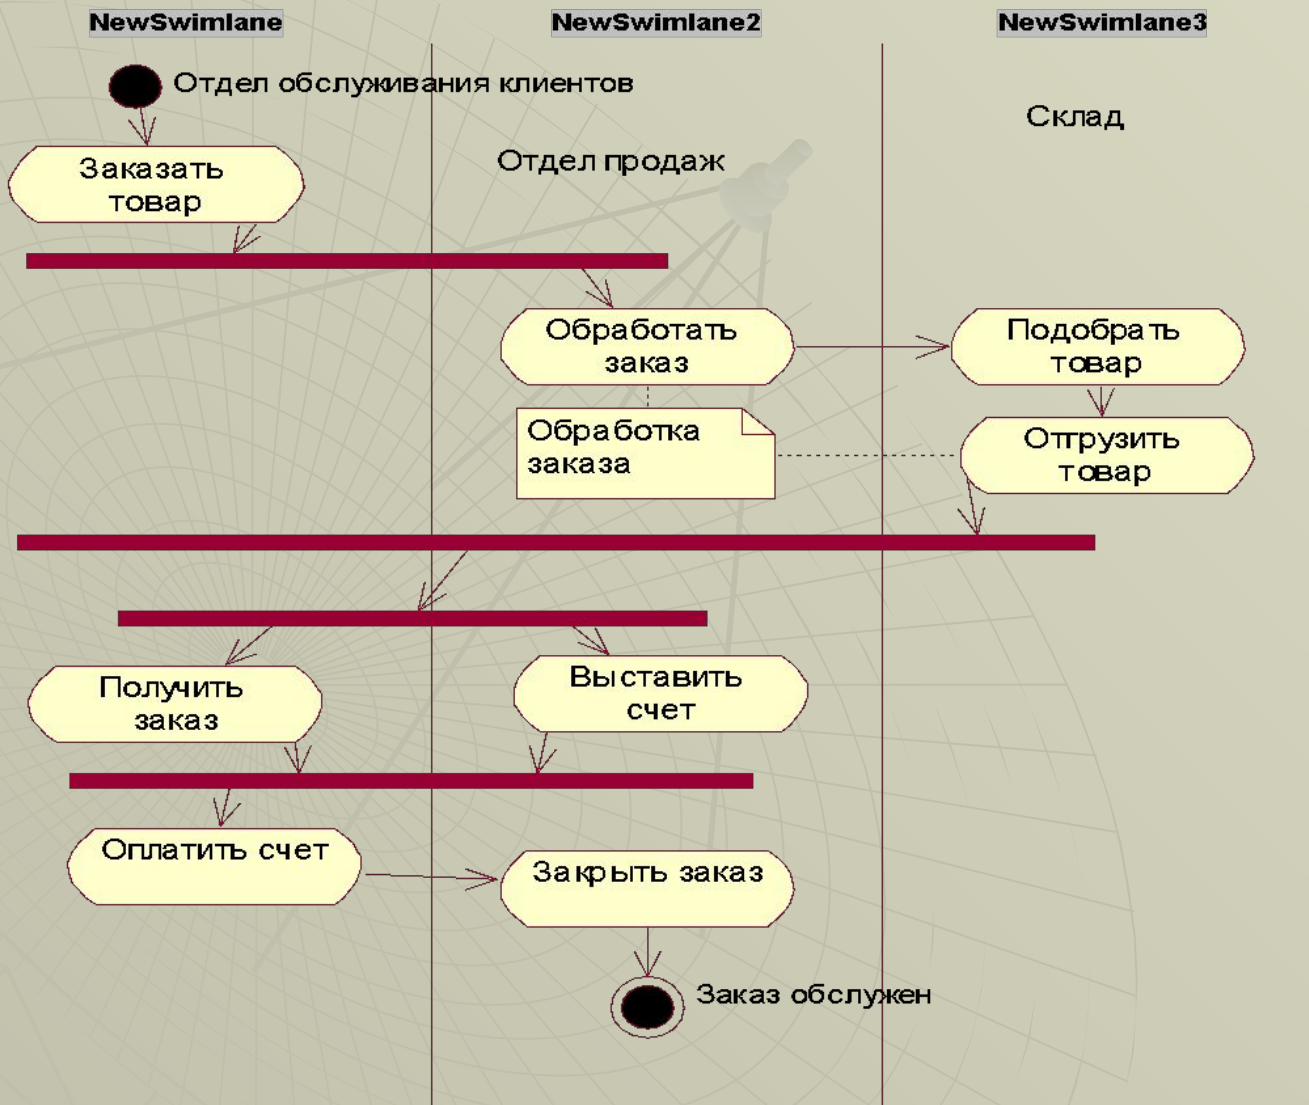 NewSwimlane
NewSwimlane2
NewSwimlane3
Отдел обслуживания клиентов
Склад
Отдел продаж
Заказать
товар
Обработать
заказ
Подобрать
товар
Обработка
заказа
Отгрузить
товар
Получить
заказ
Выставить
счет
Оплатить счет
Закрыть заказ
Заказ обслужен